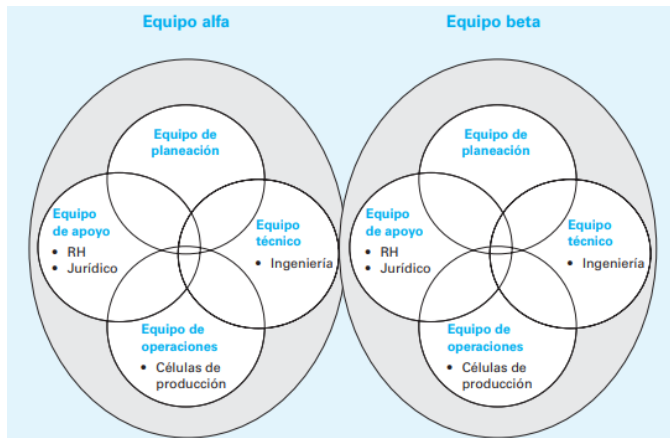 Equipo alfa
Equipo de
planeación
Equipo
de apoyo
• RH
• Jurídico
Equipo
técnico
• Ingeniería
Equipo de
operaciones
• Células de
producción
Equipo beta
Equipo de
planeación
Equipo
de apoyo
• RH
• Jurídico
Equipo
técnico
• Ingeniería
Equipo de
operaciones
• Células de
producción